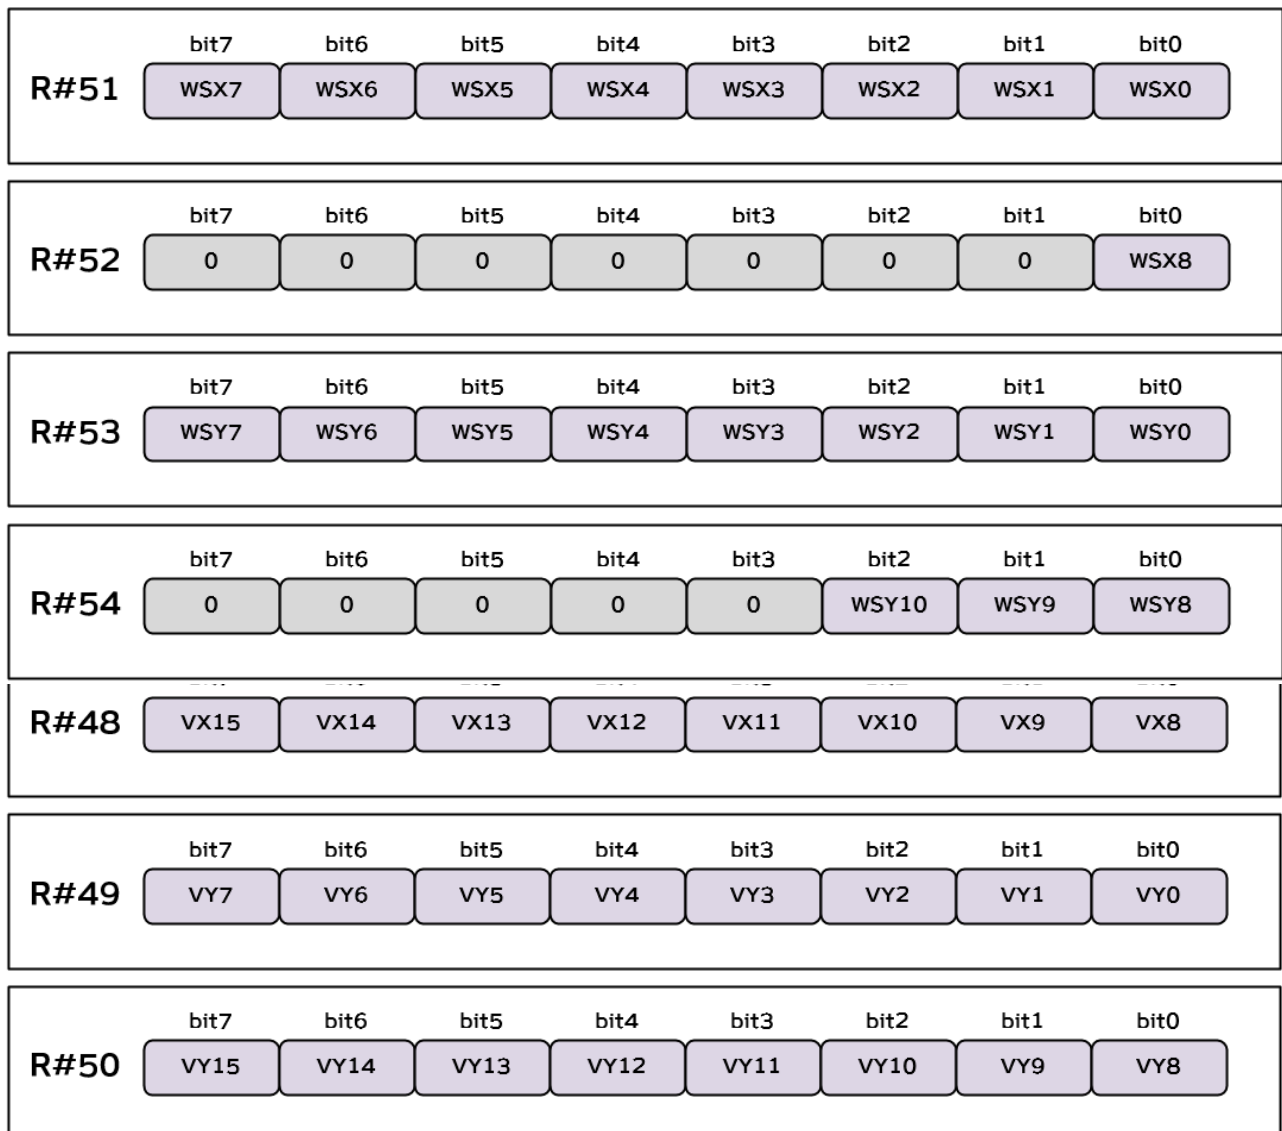 bit7 bit6 bit5 bit4 bit3 bit2 bit1 bit0
R#51 WSX7 WSX6 WSX5 WSX4 WSX3 WSX2 WSX1 WSX0
bit7 bit6 bit5 bit4 bit3 bit2 bit1 bit0
R#52 0 0 0 0 0 0 0 WSX8
bit7 bit6 bit5 bit4 bit3 bit2 bit1 bit0
R#53 WSY7 WSY6 WSY5 WSY4 WSY3 WSY2 WSY1 WSY0
bit7 bit6 bit5 bit4 bit3 bit2 bit1 bit0
R#54 0 0 0 0 0 WSY10 WSY9 WSY8
R#48 VX15 VX14 VX13 VX12 VX11 VX10 VX9 VX8
bit7 bit6 bit5 bit4 bit3 bit2 bit1 bit0
R#49 VY7 VY6 VY5 VY4 VY3 VY2 VY1 VY0
bit7 bit6 bit5 bit4 bit3 bit2 bit1 bit0
R#50 VY15 VY14 VY13 VY12 VY11 VY10 VY9 VY8